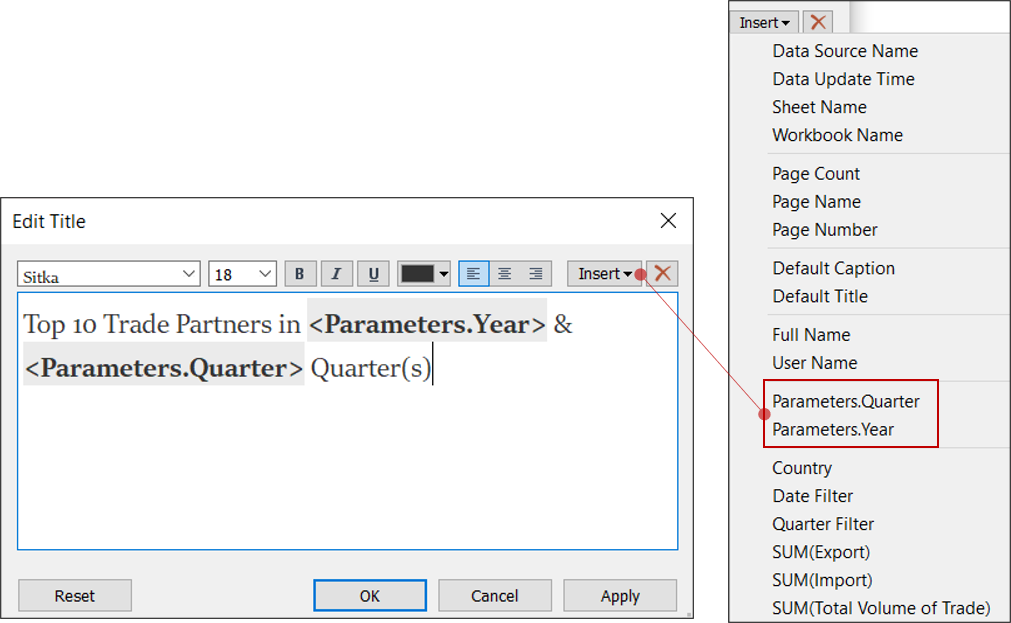 Edit Title
Sitka 18 B I U Insert
Top 10 Trade Partners in <Parameters.Year> &
<Parameters.Quarter> Quarter(s)
Reset OK Cancel Apply
Insert
Data Source Name
Data Update Time
Sheet Name
Workbook Name
Page Count
Page Name
Page Number
Default Caption
Default Title
Full Name
User Name
Parameters.Quarter
Parameters.Year
Country
Date Filter
Quarter Filter
SUM(Export)
SUM(Import)
SUM(Total Volume of Trade)